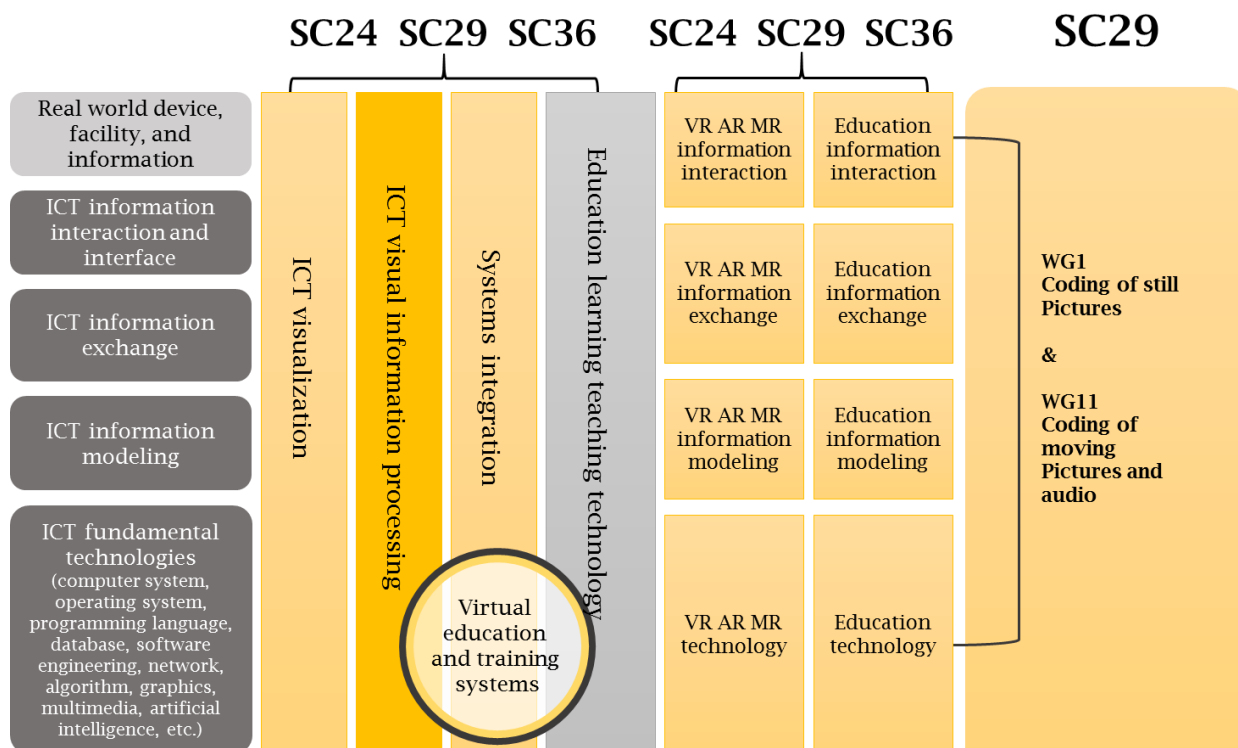 SC24 SC29 SC36
SC24 SC29 SC36
SC29
Real world device,
facility, and
information
ICT information
interaction and
interface
ICT information
exchange
ICT information
modeling
ICT fundamental
technologies
(computer system,
operating system,
programming language,
database, software
engineering, network,
algorithm, graphics,
multimedia, artificial
intelligence, etc.)
ICT visualization
ICT visual information processing
Systems integration
Education learning teaching technology
Virtual
education
and training
systems
VR AR MR
information
interaction
Education
information
interaction
VR AR MR
information
exchange
Education
information
exchange
VR AR MR
information
modeling
Education
information
modeling
VR AR MR
technology
Education
technology
WG1
Coding of still
Pictures
&
WG11
Coding of
moving
Pictures and
audio